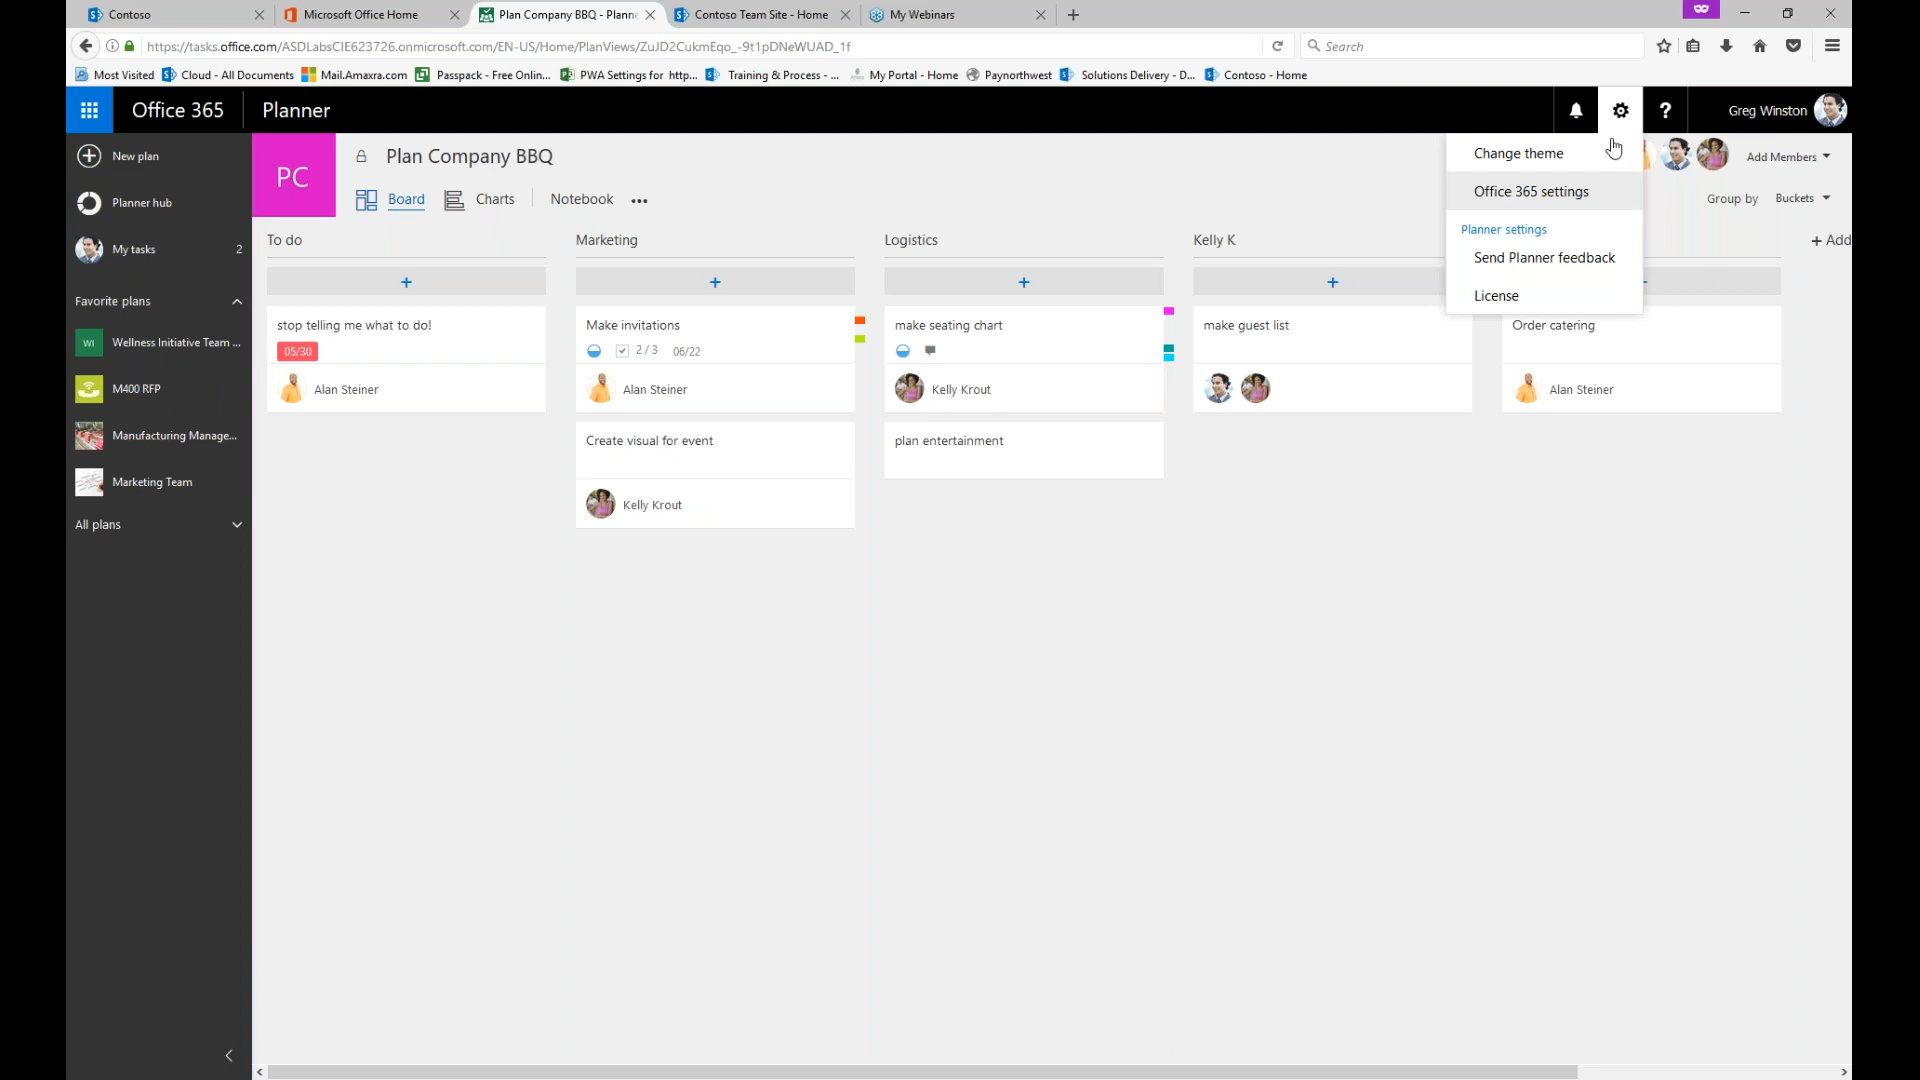 Contoso
Microsoft Office Home
Plan Company BBQ - Planne
Contoso Team Site - Home
My Webinars
https://tasks.office.com/ASDLabsCIE623726.onmicrosoft.com/EN-US/Home/PlanViews/ZuJD2CukmEqo_-9t1pDNeWUAD_1f
Search
Most Visited
Cloud - All Documents
Mail.Amaxra.com
Passpack - Free Onlin...
PWA Settings for http...
Training & Process - ...
My Portal - Home
Paynorthwest
Solutions Delivery - D...
Contoso - Home
Office 365
Planner
?
Greg Winston
New plan
Planner hub
My tasks
2
Favorite plans
WI
Wellness Initiative Team ...
M400 RFP
Manufacturing Manage...
Marketing Team
All plans
PC
Plan Company BBQ
Board
Charts
Notebook
...
Add Members
Group by
Buckets
Change theme
Office 365 settings
Planner settings
Send Planner feedback
License
To do
Marketing
Logistics
Kelly K
+ Add
+
+
+
+
stop telling me what to do!
05/30
Alan Steiner
Make invitations
2 / 3
06/22
Alan Steiner
Create visual for event
Kelly Krout
make seating chart
Kelly Krout
plan entertainment
make guest list
Order catering
Alan Steiner